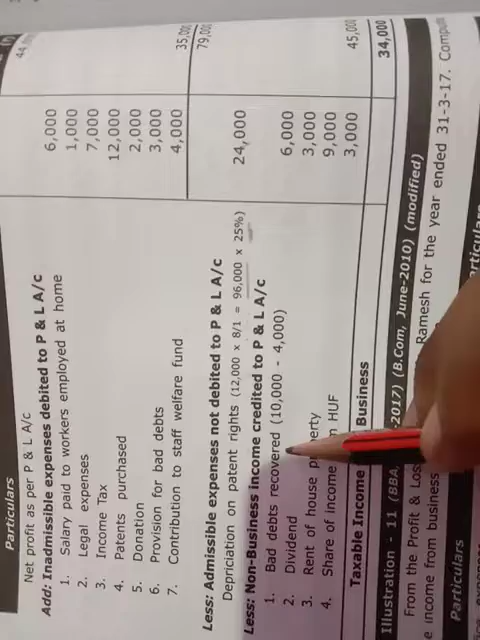 Particulars
Net profit as per P & L A/c 44,
Add: Inadmissible expenses debited to P & L A/c
1. Salary paid to workers employed at home 6,000
2. Legal expenses 1,000
3. Income Tax 7,000
4. Patents purchased 12,000
5. Donation 2,000
6. Provision for bad debts 3,000
7. Contribution to staff welfare fund 4,000 35,000
79,000
Less: Admissible expenses not debited to P & L A/c
Depriciation on patent rights (12,000 x 8/1 = 96,000 x 25%) 24,000
Less: Non-Business income credited to P & L A/c
1. Bad debts recovered (10,000 - 4,000) 6,000
2. Dividend 3,000
3. Rent of house property 9,000
4. Share of income HUF 3,000 45,000
Taxable Income Business 34,000
Illustration - 11 (BBA, -2017) (B.Com, June-2010) (modified)
From the Profit & Loss Ramesh for the year ended 31-3-17. Compute
e income from business
Particulars